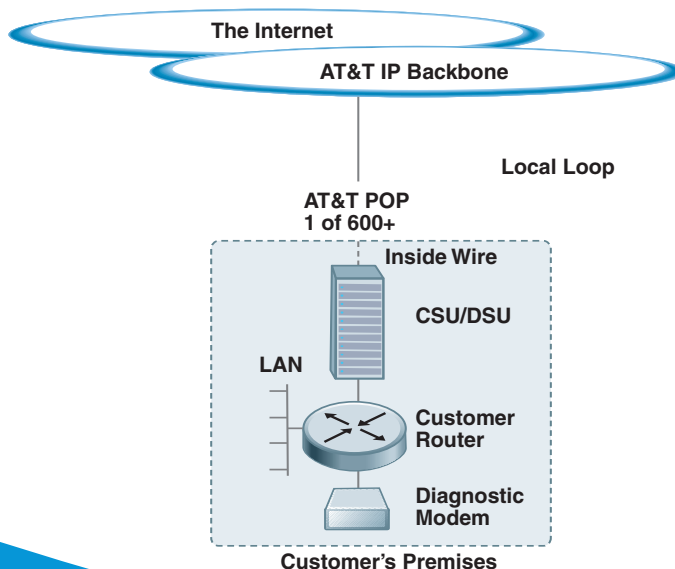 The Internet
AT&T IP Backbone
Local Loop
AT&T POP
1 of 600+
Inside Wire
CSU/DSU
LAN
Customer
Router
Diagnostic
Modem
Customer’s Premises